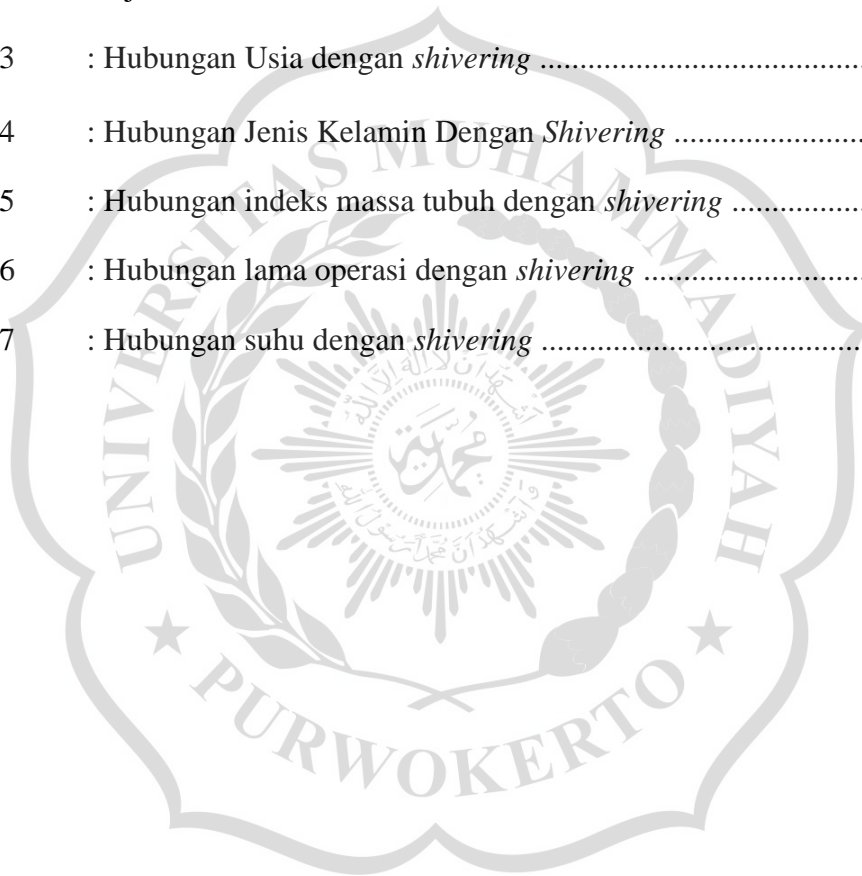 3 : Hubungan Usia dengan shivering ......................................
4 : Hubungan Jenis Kelamin Dengan Shivering ......................
5 : Hubungan indeks massa tubuh dengan shivering ................
6 : Hubungan lama operasi dengan shivering .........................
7 : Hubungan suhu dengan shivering ......................................
UNIVERSITAS MUHAMMADIYAH
PURWOKERTO